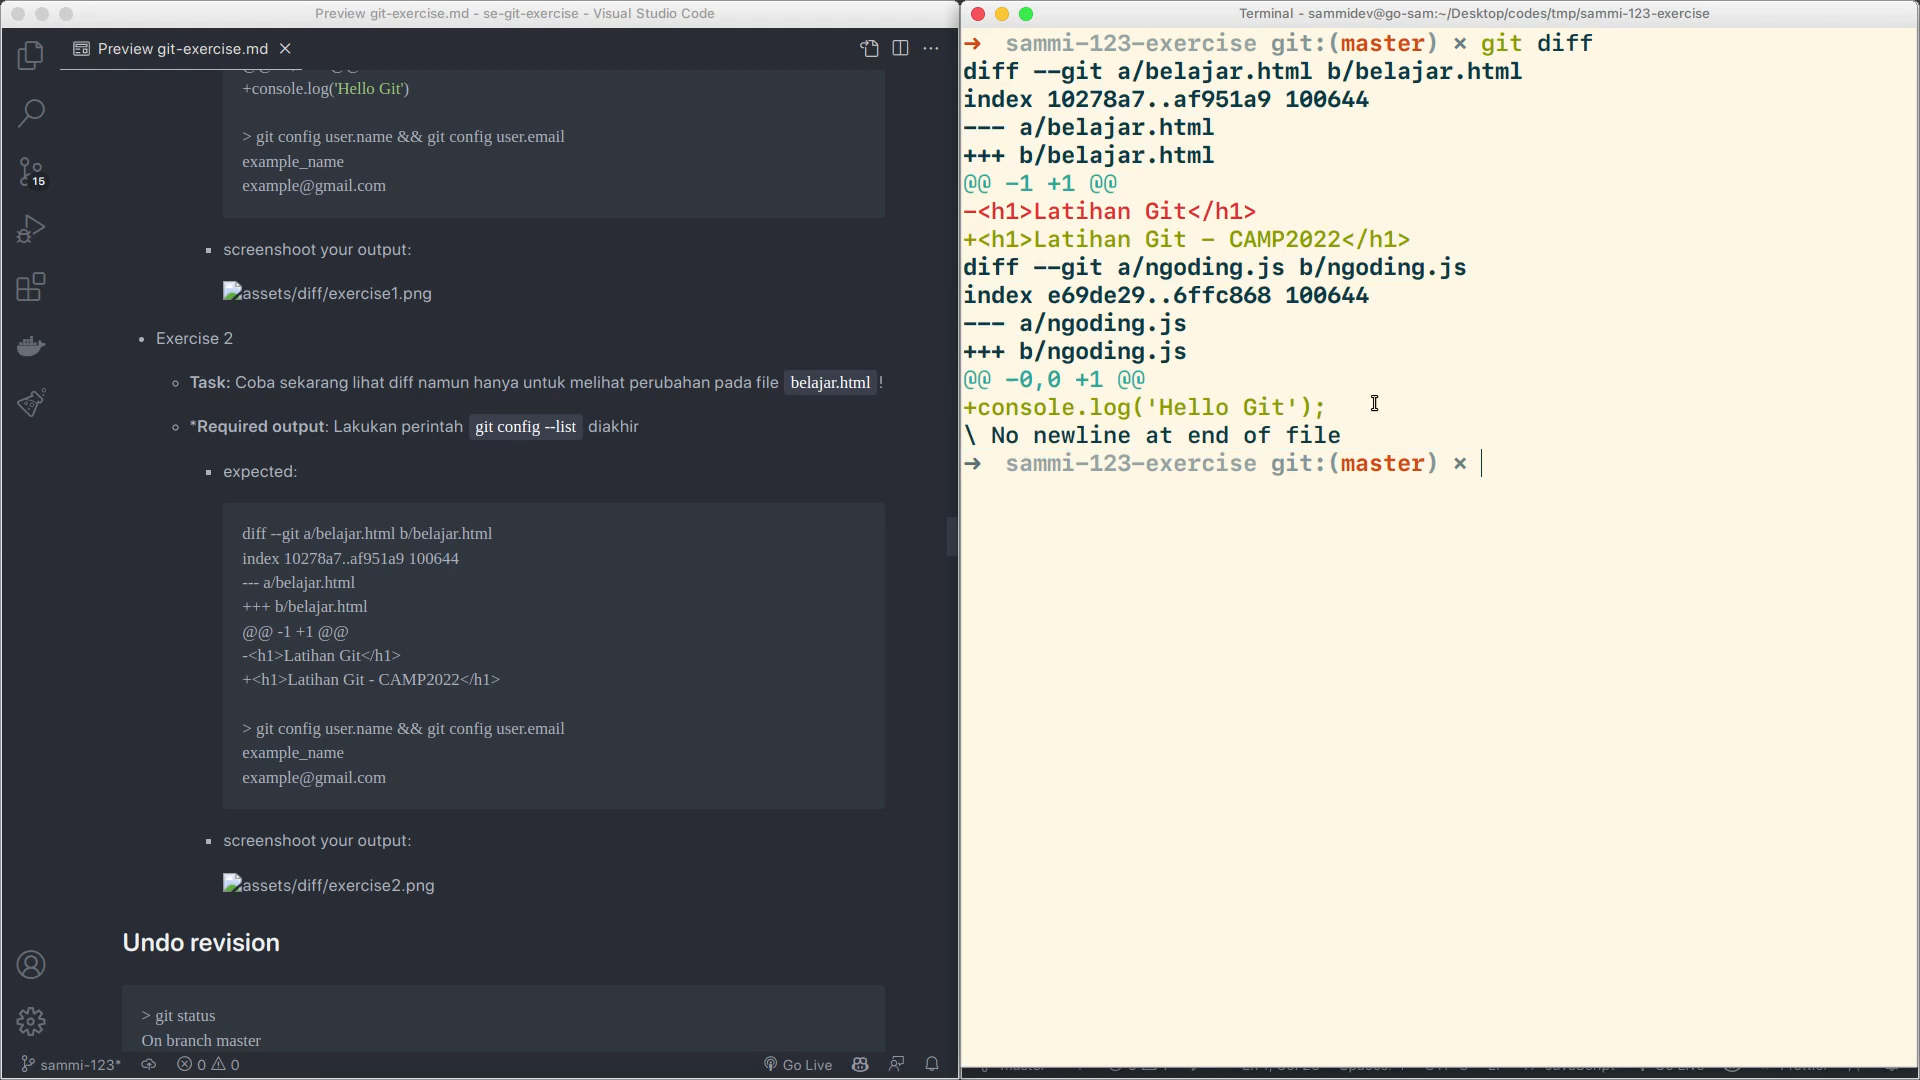 Preview git-exercise.md - se-git-exercise - Visual Studio Code
Preview git-exercise.md
+console.log('Hello Git')
> git config user.name && git config user.email
example_name
example@gmail.com
screenshoot your output:
assets/diff/exercise1.png
Exercise 2
Task: Coba sekarang lihat diff namun hanya untuk melihat perubahan pada file belajar.html !
*Required output: Lakukan perintah git config --list diakhir
expected:
diff --git a/belajar.html b/belajar.html
index 10278a7..af951a9 100644
--- a/belajar.html
+++ b/belajar.html
@@ -1 +1 @@
-<h1>Latihan Git</h1>
+<h1>Latihan Git - CAMP2022</h1>
> git config user.name && git config user.email
example_name
example@gmail.com
screenshoot your output:
assets/diff/exercise2.png
Undo revision
> git status
On branch master
15
sammi-123*
0
0
Go Live
Terminal - sammidev@go-sam:~/Desktop/codes/tmp/sammi-123-exercise
➜ sammi-123-exercise git:(master) × git diff
diff --git a/belajar.html b/belajar.html
index 10278a7..af951a9 100644
--- a/belajar.html
+++ b/belajar.html
@@ -1 +1 @@
-<h1>Latihan Git</h1>
+<h1>Latihan Git - CAMP2022</h1>
diff --git a/ngoding.js b/ngoding.js
index e69de29..6ffc868 100644
--- a/ngoding.js
+++ b/ngoding.js
@@ -0,0 +1 @@
+console.log('Hello Git');
\ No newline at end of file
➜ sammi-123-exercise git:(master) ×